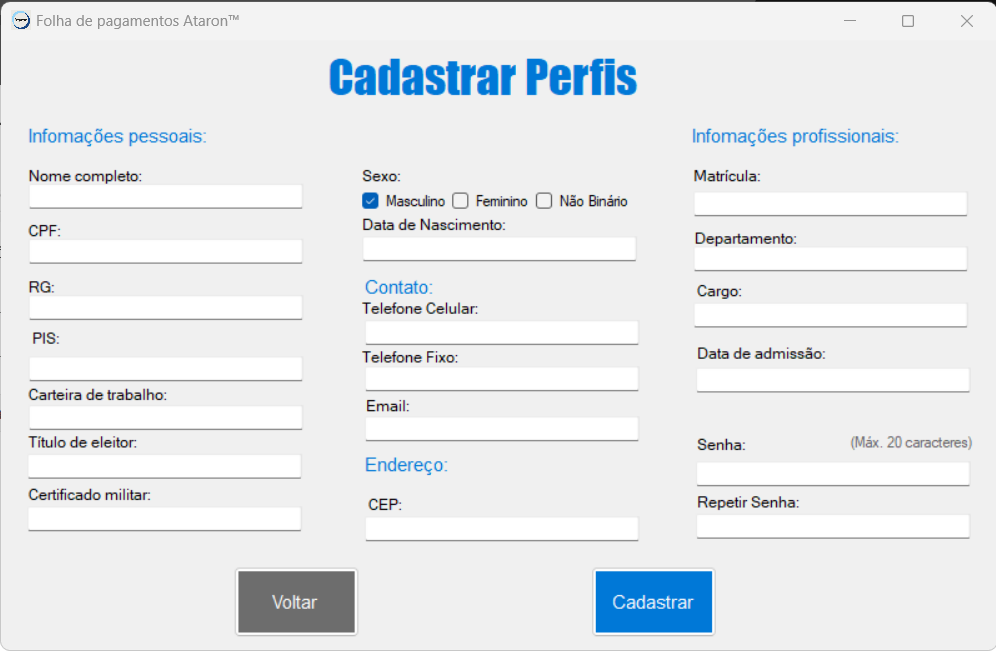 Folha de pagamentos Ataron™
Cadastrar Perfis
Infomações pessoais:
Nome completo:
CPF:
RG:
PIS:
Carteira de trabalho:
Título de eleitor:
Certificado militar:
Sexo:
Masculino Feminino Não Binário
Data de Nascimento:
Contato:
Telefone Celular:
Telefone Fixo:
Email:
Endereço:
CEP:
Infomações profissionais:
Matrícula:
Departamento:
Cargo:
Data de admissão:
Senha: (Máx. 20 caracteres)
Repetir Senha:
Voltar
Cadastrar